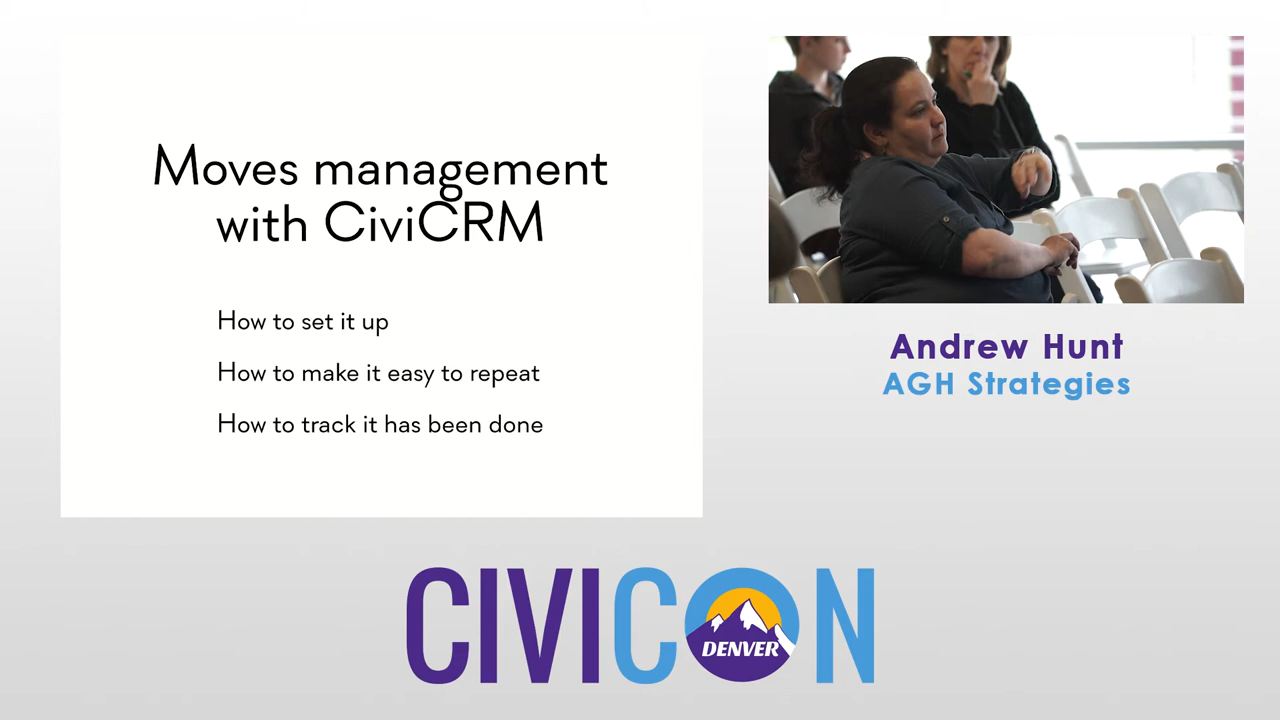 Moves management
with CiviCRM
How to set it up
How to make it easy to repeat
How to track it has been done
Andrew Hunt
AGH Strategies
CIVICON
DENVER